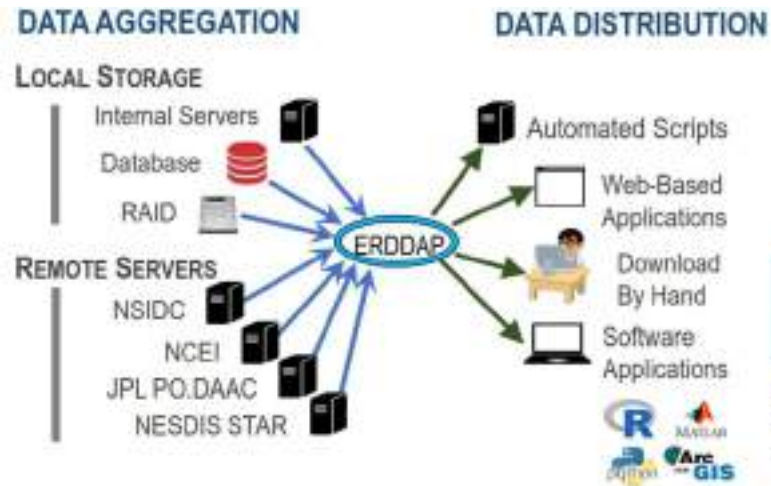 DATA AGGREGATION
LOCAL STORAGE
Internal Servers
Database
RAID
REMOTE SERVERS
NSIDC
NCEI
JPL PO.DAAC
NESDIS STAR
ERDDAP
DATA DISTRIBUTION
Automated Scripts
Web-Based
Applications
Download
By Hand
Software
Applications
R
MATLAB
python
Arc
GIS